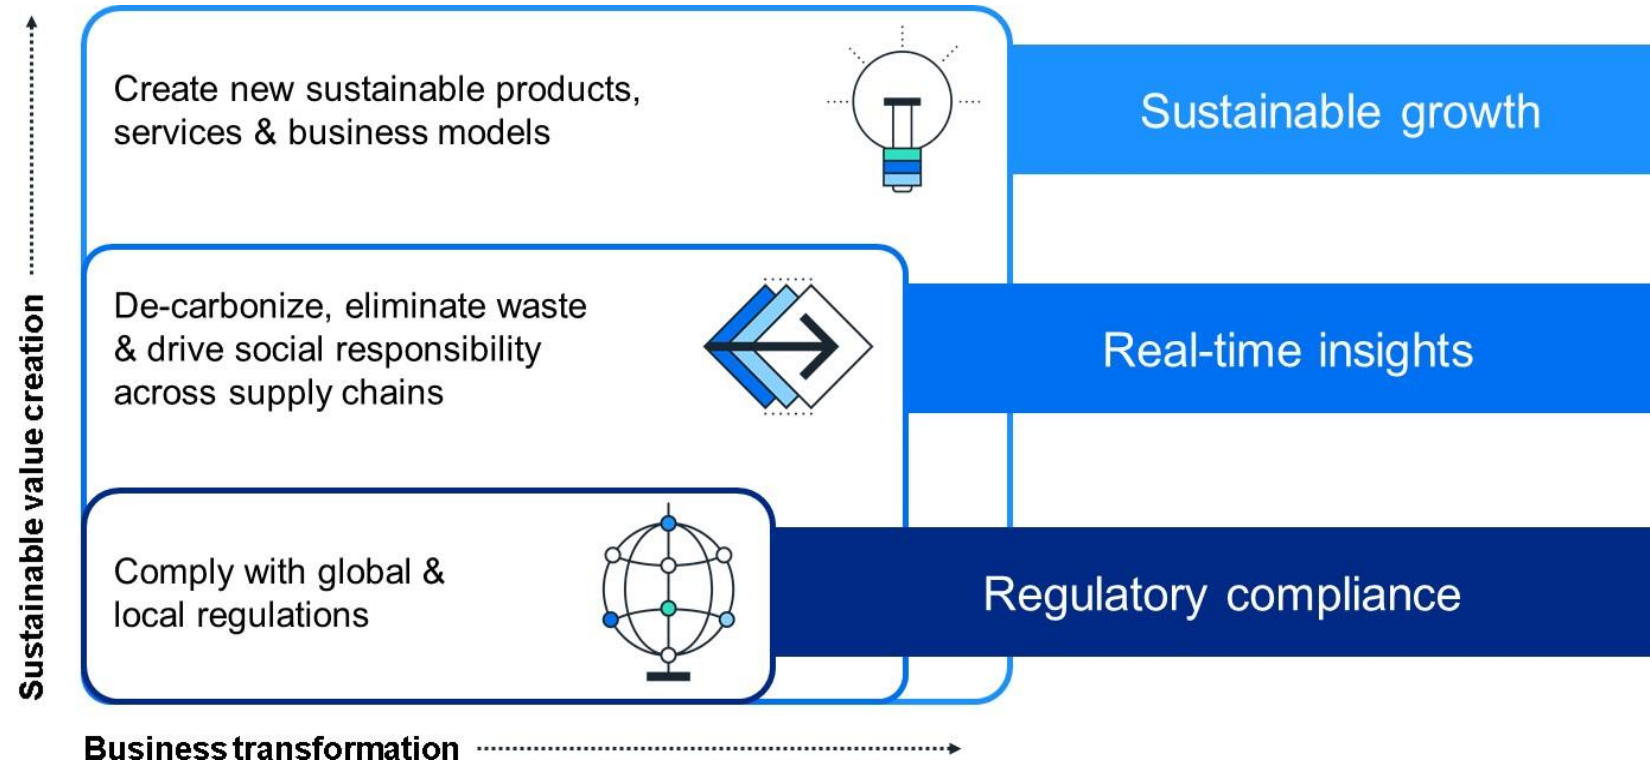 Create new sustainable products,
services & business models
Sustainable growth
De-carbonize, eliminate waste
& drive social responsibility
across supply chains
Real-time insights
Comply with global &
local regulations
Regulatory compliance
Sustainable value creation
Business transformation